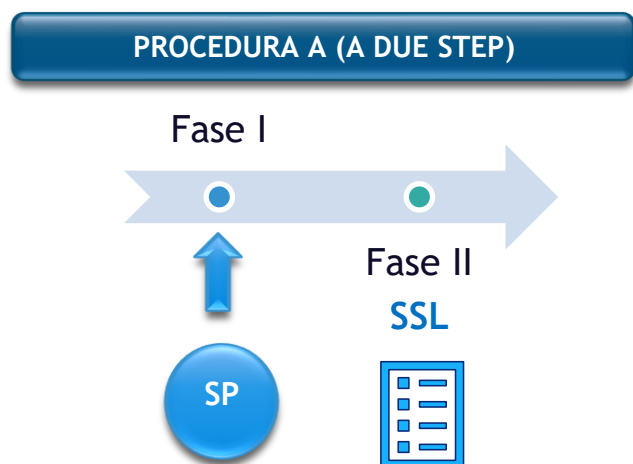 PROCEDURA A (A DUE STEP)
Fase I
Fase II
SSL
SP